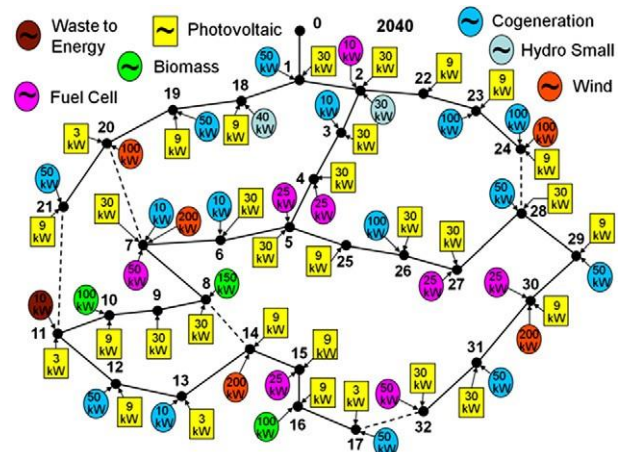 Waste to
Energy
Photovoltaic
Biomass
Fuel Cell
2040
Cogeneration
Hydro Small
Wind
0
1
50
kW
30
kW
2
10
kW
30
kW
30
kW
22
9
kW
23
9
kW
100
kW
24
100
kW
100
kW
9
kW
18
9
kW
40
kW
19
9
kW
50
kW
20
3
kW
100
kW
21
50
kW
9
kW
3
10
kW
30
kW
4
30
kW
25
kW
5
25
kW
30
kW
6
10
kW
30
kW
7
30
kW
10
kW
200
kW
50
kW
8
150
kW
30
kW
9
30
kW
10
100
kW
9
kW
11
10
kW
3
kW
12
50
kW
9
kW
13
10
kW
3
kW
14
9
kW
200
kW
15
9
kW
25
kW
16
9
kW
100
kW
17
3
kW
50
kW
25
9
kW
26
100
kW
30
kW
27
30
kW
25
kW
28
50
kW
30
kW
29
9
kW
50
kW
30
25
kW
9
kW
200
kW
31
30
kW
50
kW
32
50
kW
30
kW